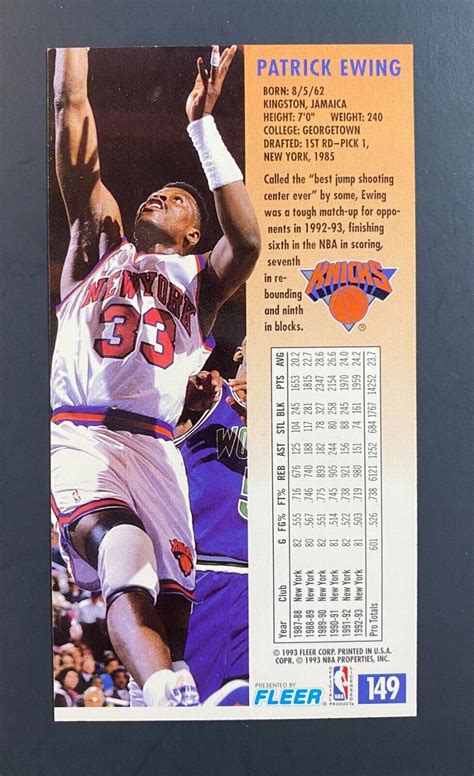 PATRICK EWING
BORN: 8/5/62
KINGSTON, JAMAICA
HEIGHT: 7'0" WEIGHT: 240
COLLEGE: GEORGETOWN
DRAFTED: 1ST RD–PICK 1,
NEW YORK, 1985
Called the "best jump shooting
center ever" by some, Ewing
was a tough match-up for oppo-
nents in 1992-93, finishing
sixth in the NBA in scoring,
seventh
in re-
bounding
and ninth
in blocks.
KNICKS
®
NEW YORK
33
KNICKS
WO
Year Club G FG% FT% REB AST STL BLK PTS AVG
1987-88 New York 82 .555 .716 676 125 104 245 1653 20.2
1988-89 New York 80 .567 .746 740 188 117 281 1815 22.7
1989-90 New York 82 .551 .775 893 182 78 327 2347 28.6
1990-91 New York 81 .514 .745 905 244 80 258 2154 26.6
1991-92 New York 82 .522 .738 921 156 88 245 1970 24.0
1992-93 New York 81 .503 .719 980 151 74 161 1959 24.2
Pro Totals 601 .526 .738 6121 1252 684 1767 14252 23.7
© 1993 FLEER CORP. PRINTED IN U.S.A.
COPR. © 1993 NBA PROPERTIES, INC.
PRESENTED BY
FLEER
OFFICIAL NBA LICENSED
PRODUCT
149